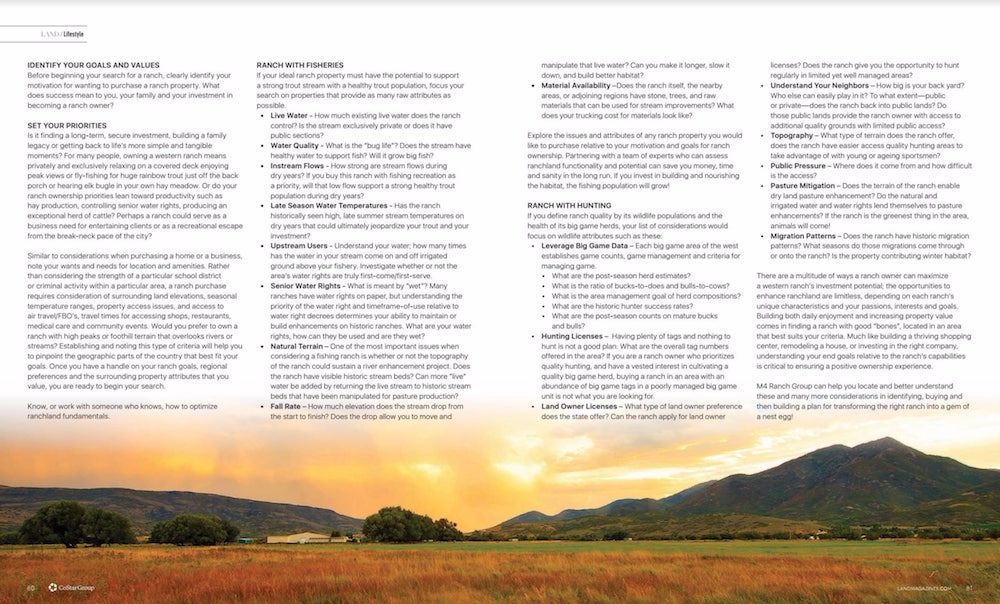 LAND / Lifestyle
IDENTIFY YOUR GOALS AND VALUES
Before beginning your search for a ranch, clearly identify your
motivation for wanting to purchase a ranch property. What
does success mean to you, your family and your investment in
becoming a ranch owner?
SET YOUR PRIORITIES
Is it finding a long-term, secure investment, building a family
legacy or getting back to life's more simple and tangible
moments? For many people, owning a western ranch means
privately and exclusively relaxing on a covered deck enjoying
peak views or fly-fishing for huge rainbow trout just off the back
porch or hearing elk bugle in your own hay meadow. Or do your
ranch ownership priorities lean toward productivity such as
hay production, controlling senior water rights, producing an
exceptional herd of cattle? Perhaps a ranch could serve as a
business need for entertaining clients or as a recreational escape
from the break-neck pace of the city?
Similar to considerations when purchasing a home or a business,
note your wants and needs for location and amenities. Rather
than considering the strength of a particular school district
or criminal activity within a particular area, a ranch purchase
requires consideration of surrounding land elevations, seasonal
temperature ranges, property access issues, and access to
air travel/FBO's, travel times for accessing shops, restaurants,
medical care and community events. Would you prefer to own a
ranch with high peaks or foothill terrain that overlooks rivers or
streams? Establishing and noting this type of criteria will help you
to pinpoint the geographic parts of the country that best fit your
goals. Once you have a handle on your ranch goals, regional
preferences and the surrounding property attributes that you
value, you are ready to begin your search.
Know, or work with someone who knows, how to optimize
ranchland fundamentals.
RANCH WITH FISHERIES
If your ideal ranch property must have the potential to support
a strong trout stream with a healthy trout population, focus your
search on properties that provide as many raw attributes as
possible.
• Live Water - How much existing live water does the ranch
control? Is the stream exclusively private or does it have
public sections?
• Water Quality - What is the "bug life"? Does the stream have
healthy water to support fish? Will it grow big fish?
• Instream Flows - How strong are stream flows during
dry years? If you buy this ranch with fishing recreation as
a priority, will that low flow support a strong healthy trout
population during dry years?
• Late Season Water Temperatures - Has the ranch
historically seen high, late summer stream temperatures on
dry years that could ultimately jeopardize your trout and your
investment?
• Upstream Users - Understand your water; how many times
has the water in your stream come on and off irrigated
ground above your fishery. Investigate whether or not the
area's water rights are truly first-come/first-serve.
• Senior Water Rights - What is meant by "wet"? Many
ranches have water rights on paper, but understanding the
priority of the water right and timeframe-of-use relative to
water right decrees determines your ability to maintain or
build enhancements on historic ranches. What are your water
rights, how can they be used and are they wet?
• Natural Terrain – One of the most important issues when
considering a fishing ranch is whether or not the topography
of the ranch could sustain a river enhancement project. Does
the ranch have visible historic stream beds? Can more "live"
water be added by returning the live stream to historic stream
beds that have been manipulated for pasture production?
• Fall Rate – How much elevation does the stream drop from
the start to finish? Does the drop allow you to move and
manipulate that live water? Can you make it longer, slow it
down, and build better habitat?
• Material Availability –Does the ranch itself, the nearby
areas, or adjoining regions have stone, trees, and raw
materials that can be used for stream improvements? What
does your trucking cost for materials look like?
Explore the issues and attributes of any ranch property you would
like to purchase relative to your motivation and goals for ranch
ownership. Partnering with a team of experts who can assess
ranchland functionality and potential can save you money, time
and sanity in the long run. If you invest in building and nourishing
the habitat, the fishing population will grow!
RANCH WITH HUNTING
If you define ranch quality by its wildlife populations and the
health of its big game herds, your list of considerations would
focus on wildlife attributes such as these:
• Leverage Big Game Data – Each big game area of the west
establishes game counts, game management and criteria for
managing game.
• What are the post-season herd estimates?
• What is the ratio of bucks-to-does and bulls-to-cows?
• What is the area management goal of herd compositions?
• What are the historic hunter success rates?
• What are the post-season counts on mature bucks
and bulls?
• Hunting Licenses – Having plenty of tags and nothing to
hunt is not a good plan: What are the overall tag numbers
offered in the area? If you are a ranch owner who prioritizes
quality hunting, and have a vested interest in cultivating a
quality big game herd, buying a ranch in an area with an
abundance of big game tags in a poorly managed big game
unit is not what you are looking for.
• Land Owner Licenses – What type of land owner preference
does the state offer? Can the ranch apply for land owner
licenses? Does the ranch give you the opportunity to hunt
regularly in limited yet well managed areas?
• Understand Your Neighbors – How big is your back yard?
Who else can easily play in it? To what extent—public
or private—does the ranch back into public lands? Do
those public lands provide the ranch owner with access to
additional quality grounds with limited public access?
• Topography – What type of terrain does the ranch offer,
does the ranch have easier access quality hunting areas to
take advantage of with young or ageing sportsmen?
• Public Pressure – Where does it come from and how difficult
is the access?
• Pasture Mitigation – Does the terrain of the ranch enable
dry land pasture enhancement? Do the natural and
irrigated water and water rights lend themselves to pasture
enhancements? If the ranch is the greenest thing in the area,
animals will come!
• Migration Patterns – Does the ranch have historic migration
patterns? What seasons do those migrations come through
or onto the ranch? Is the property contributing winter habitat?
There are a multitude of ways a ranch owner can maximize
a western ranch's investment potential; the opportunities to
enhance ranchland are limitless, depending on each ranch's
unique characteristics and your passions, interests and goals.
Building both daily enjoyment and increasing property value
comes in finding a ranch with good "bones", located in an area
that best suits your criteria. Much like building a thriving shopping
center, remodeling a house, or investing in the right company,
understanding your end goals relative to the ranch's capabilities
is critical to ensuring a positive ownership experience.
M4 Ranch Group can help you locate and better understand
these and many more considerations in identifying, buying and
then building a plan for transforming the right ranch into a gem of
a nest egg!
80 CoStar Group
LANDMAGAZINES.COM 81